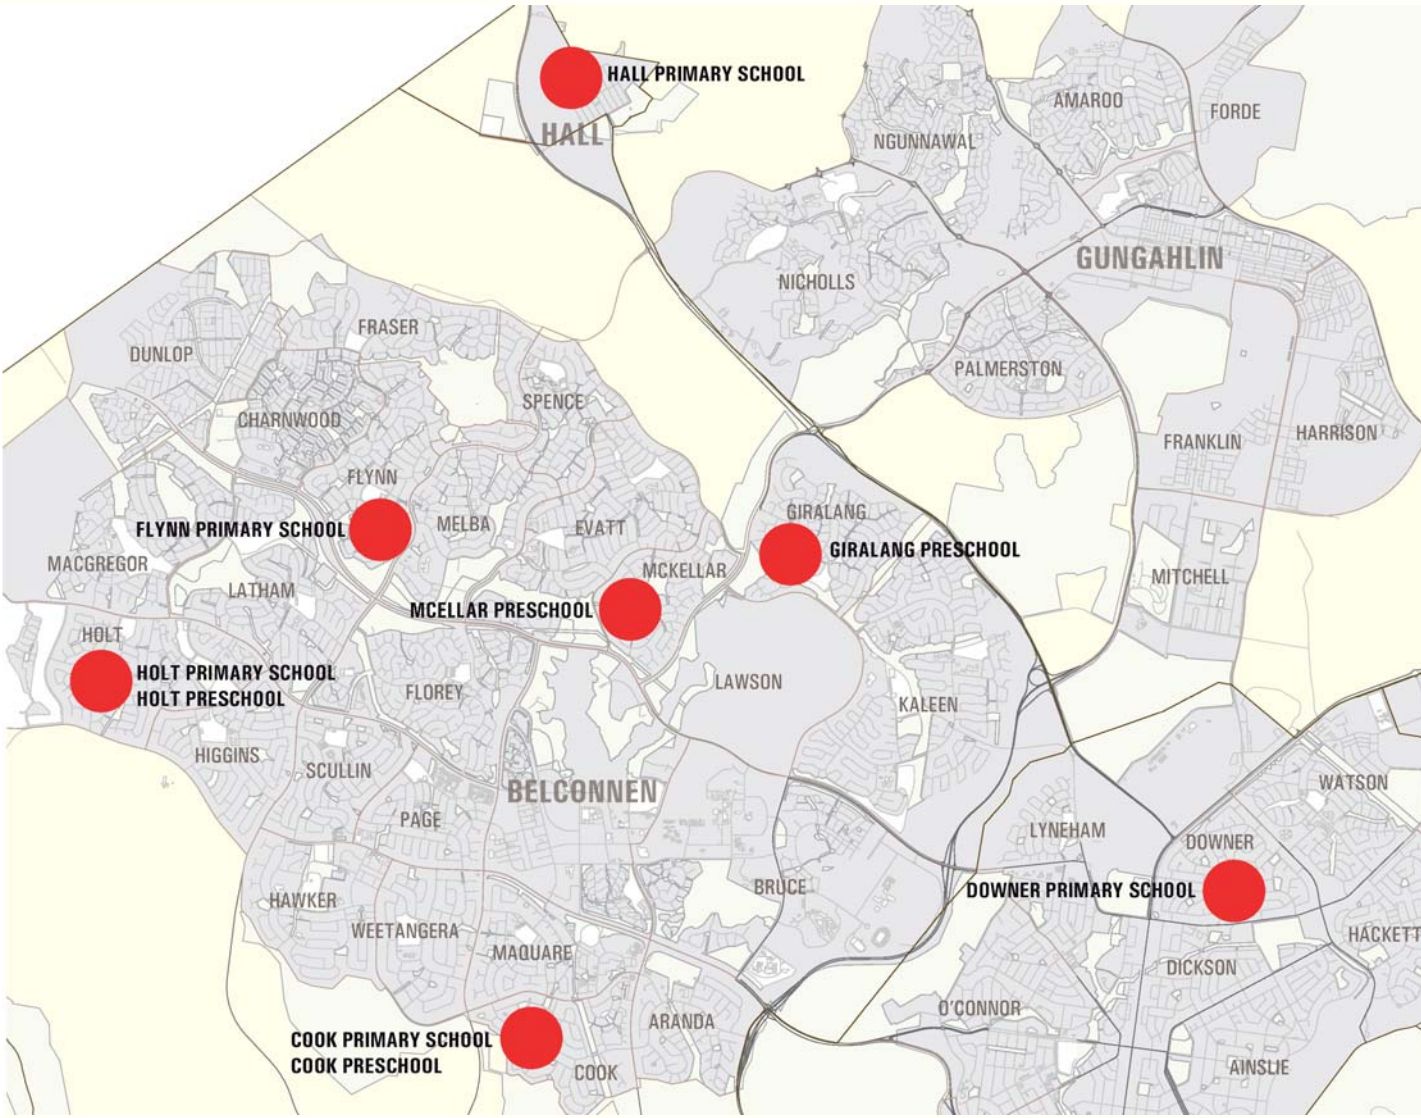 HALL PRIMARY SCHOOL
HALL
AMAROO
FORDE
NGUNNAWAL
GUNGAHLIN
NICHOLLS
FRASER
DUNLOP
PALMERSTON
SPENCE
CHARNWOOD
FRANKLIN
HARRISON
FLYNN
GIRALANG
FLYNN PRIMARY SCHOOL
MELBA
EVATT
GIRALANG PRESCHOOL
MACGREGOR
MCKELLAR
MITCHELL
LATHAM
MCELLAR PRESCHOOL
HOLT
HOLT PRIMARY SCHOOL
HOLT PRESCHOOL
FLOREY
LAWSON
KALEEN
HIGGINS
SCULLIN
BELCONNEN
WATSON
PAGE
LYNEHAM
DOWNER
BRUCE
DOWNER PRIMARY SCHOOL
HAWKER
WEETANGERA
HACKETT
MAQUARE
DICKSON
O'CONNOR
ARANDA
COOK PRIMARY SCHOOL
COOK PRESCHOOL
COOK
AINSLIE